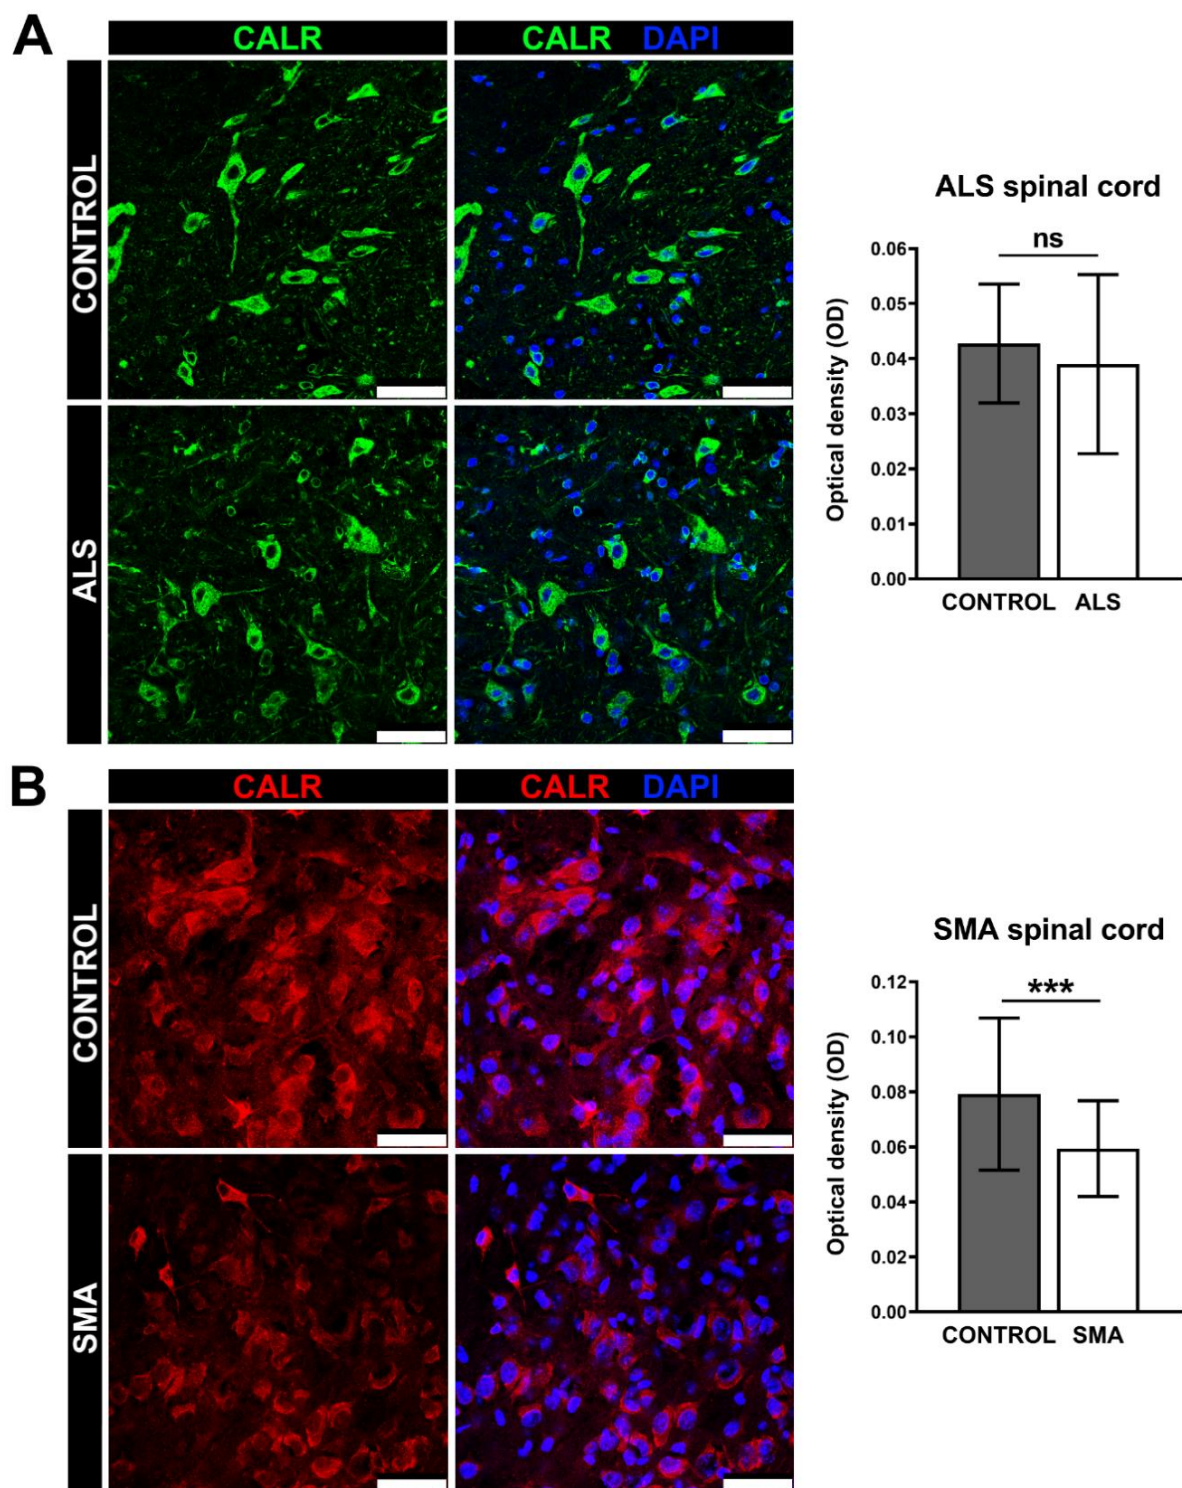 A
CALR
CALR DAPI
CONTROL
ALS
ALS spinal cord
ns
Optical density (OD)
0.06
0.05
0.04
0.03
0.02
0.01
0.00
CONTROL ALS
B
CALR
CALR DAPI
CONTROL
SMA
SMA spinal cord
***
Optical density (OD)
0.12
0.10
0.08
0.06
0.04
0.02
0.00
CONTROL SMA